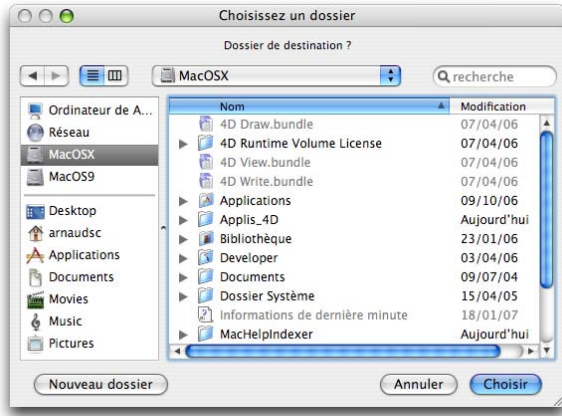 Choisissez un dossier
Dossier de destination ?
MacOSX
recherche
Ordinateur de A...
Réseau
MacOSX
MacOS9
Desktop
arnaudsc
Applications
Documents
Movies
Music
Pictures
Nom Modification
4D Draw.bundle 07/04/06
4D Runtime Volume License 07/04/06
4D View.bundle 07/04/06
4D Write.bundle 07/04/06
Applications 09/10/06
Applis_4D Aujourd'hui
Bibliothèque 23/01/06
Developer 03/04/06
Documents 09/07/04
Dossier Système 15/04/05
Informations de dernière minute 18/01/07
MacHelpIndexer Aujourd'hui
Nouveau dossier Annuler Choisir